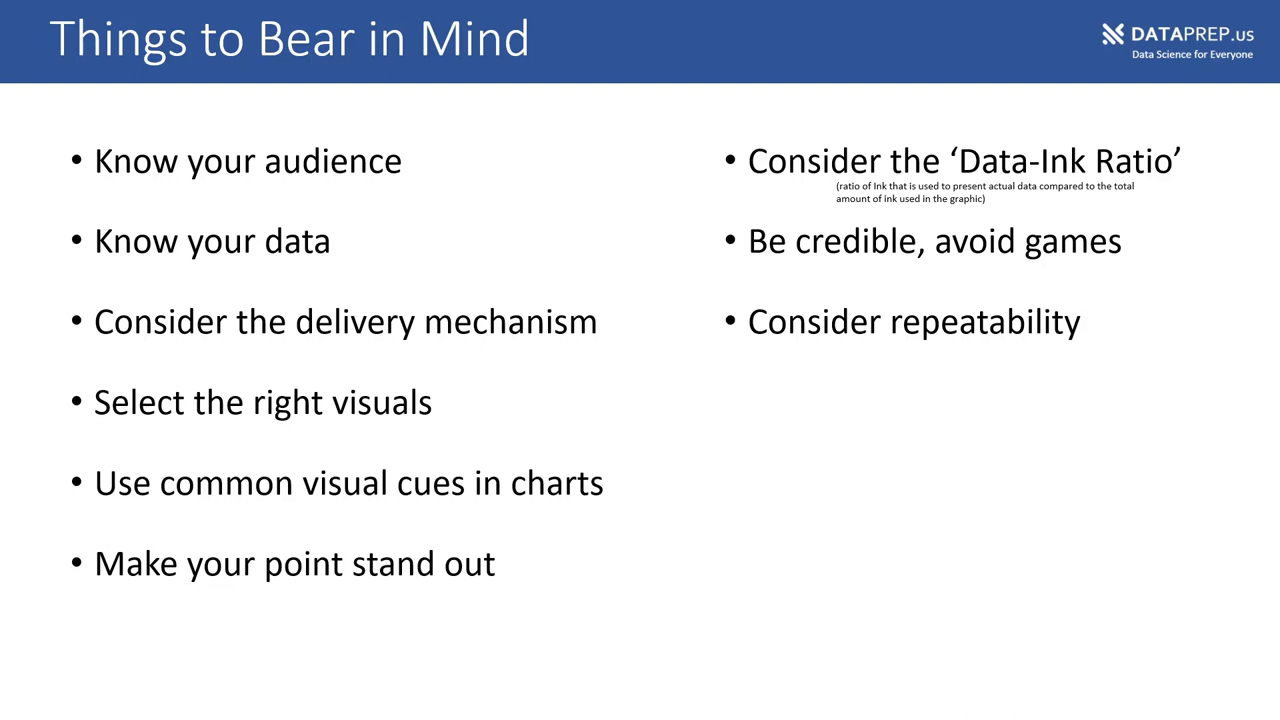 Things to Bear in Mind
DATAPREP.us
Data Science for Everyone
• Know your audience
• Know your data
• Consider the delivery mechanism
• Select the right visuals
• Use common visual cues in charts
• Make your point stand out
• Consider the ‘Data-Ink Ratio’
(ratio of Ink that is used to present actual data compared to the total
amount of ink used in the graphic)
• Be credible, avoid games
• Consider repeatability